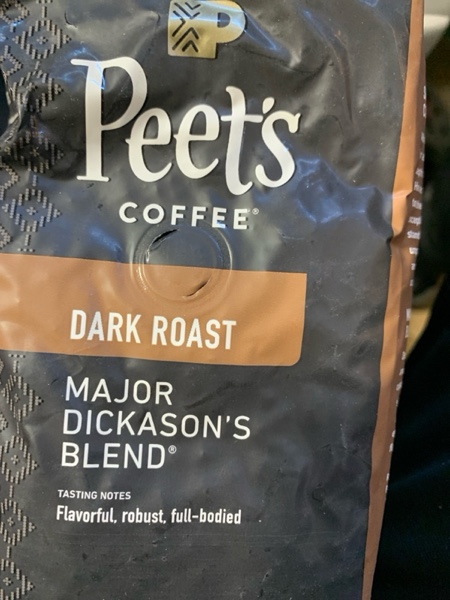 P
Peet's
COFFEE®
DARK ROAST
MAJOR
DICKASON'S
BLEND®
TASTING NOTES
Flavorful, robust, full-bodied